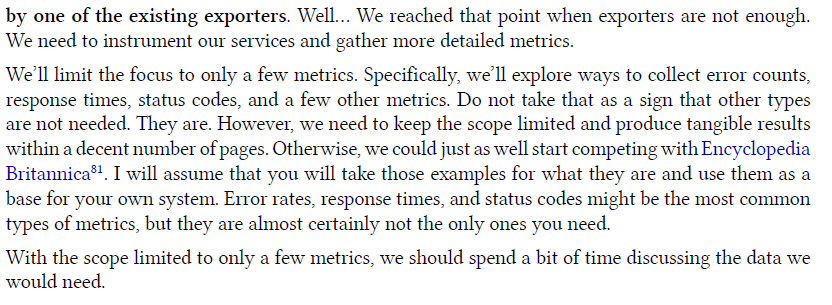 by one of the existing exporters. Well… We reached that point when exporters are not enough.
We need to instrument our services and gather more detailed metrics.
We’ll limit the focus to only a few metrics. Specifically, we’ll explore ways to collect error counts,
response times, status codes, and a few other metrics. Do not take that as a sign that other types
are not needed. They are. However, we need to keep the scope limited and produce tangible results
within a decent number of pages. Otherwise, we could just as well start competing with Encyclopedia
Britannica⁸¹. I will assume that you will take those examples for what they are and use them as a
base for your own system. Error rates, response times, and status codes might be the most common
types of metrics, but they are almost certainly not the only ones you need.
With the scope limited to only a few metrics, we should spend a bit of time discussing the data we
would need.